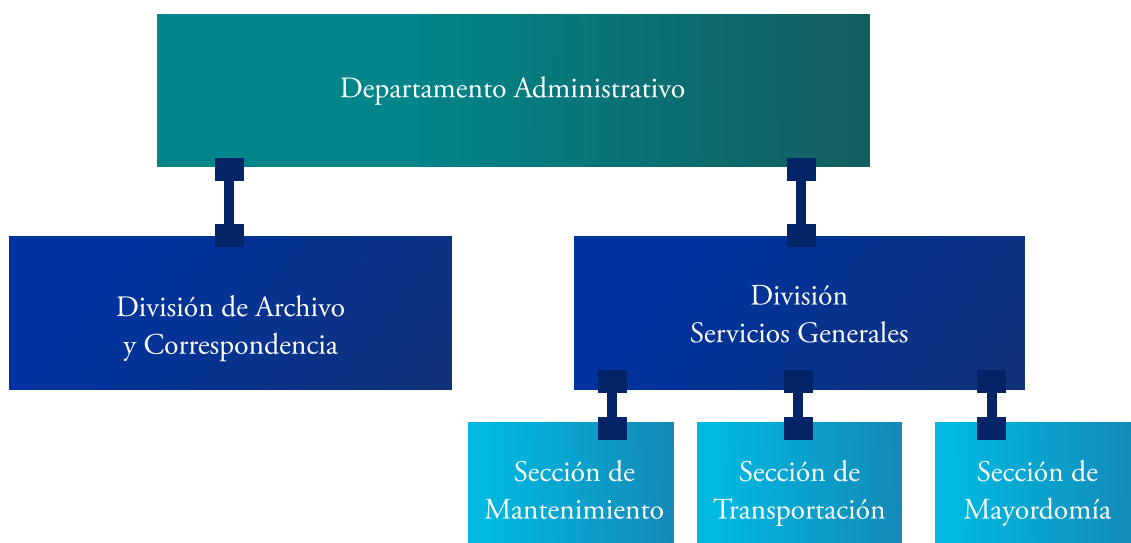 Departamento Administrativo
División de Archivo
y Correspondencia
División
Servicios Generales
Sección de
Mantenimiento
Sección de
Transportación
Sección de
Mayordomía